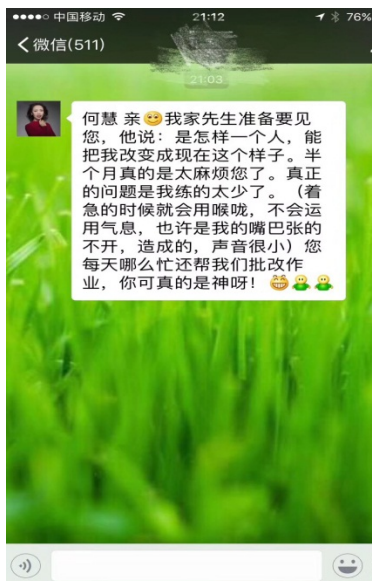 中国移动 21:12 76%
微信(511)
21:03
何慧 亲我家先生准备要见
您，他说：是怎样一个人，能
把我改变成现在这个样子。半
个月真的是太麻烦您了。真正
的问题是我练的太少了。（着
急的时候就会用喉咙，不会运
用气息，也许是我的嘴巴张的
不开，造成的，声音很小）您
每天哪么忙还帮我们批改作
业，你可真的是神呀！